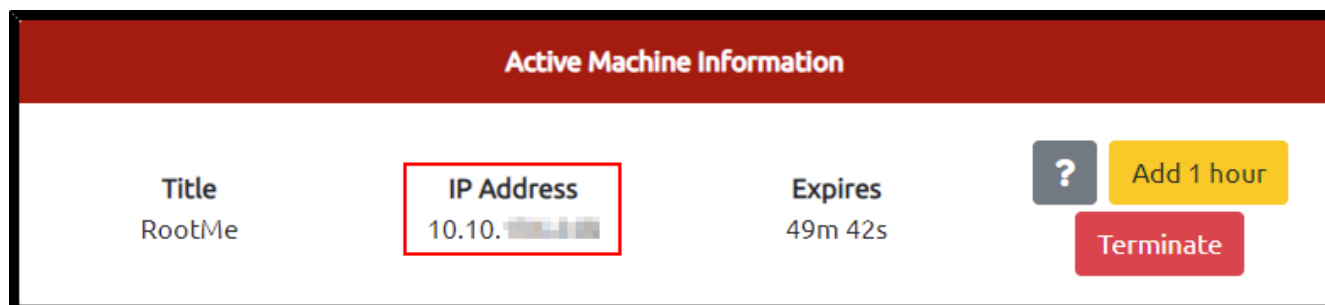 Active Machine Information
Title
IP Address
Expires
?
Add 1 hour
RootMe
10.10.
49m 42s
Terminate